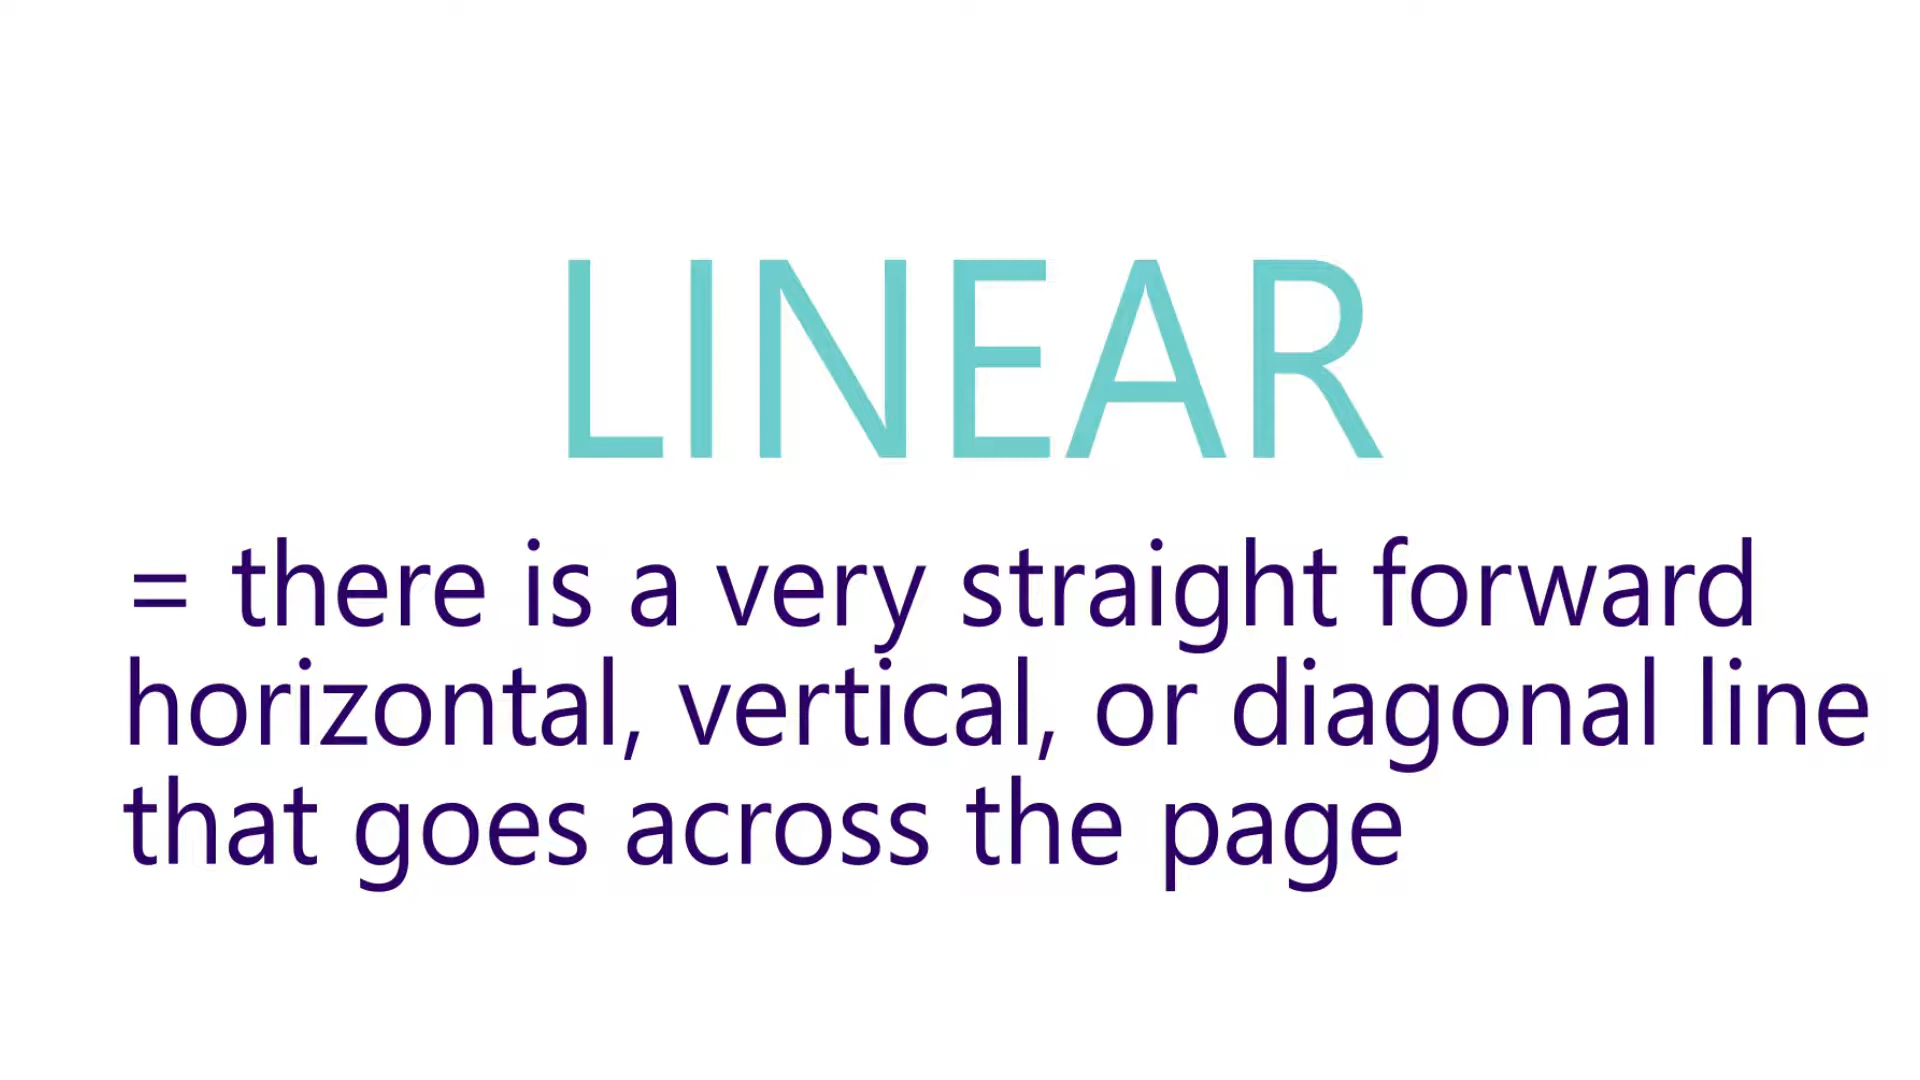 LINEAR
= there is a very straight forward
horizontal, vertical, or diagonal line
that goes across the page